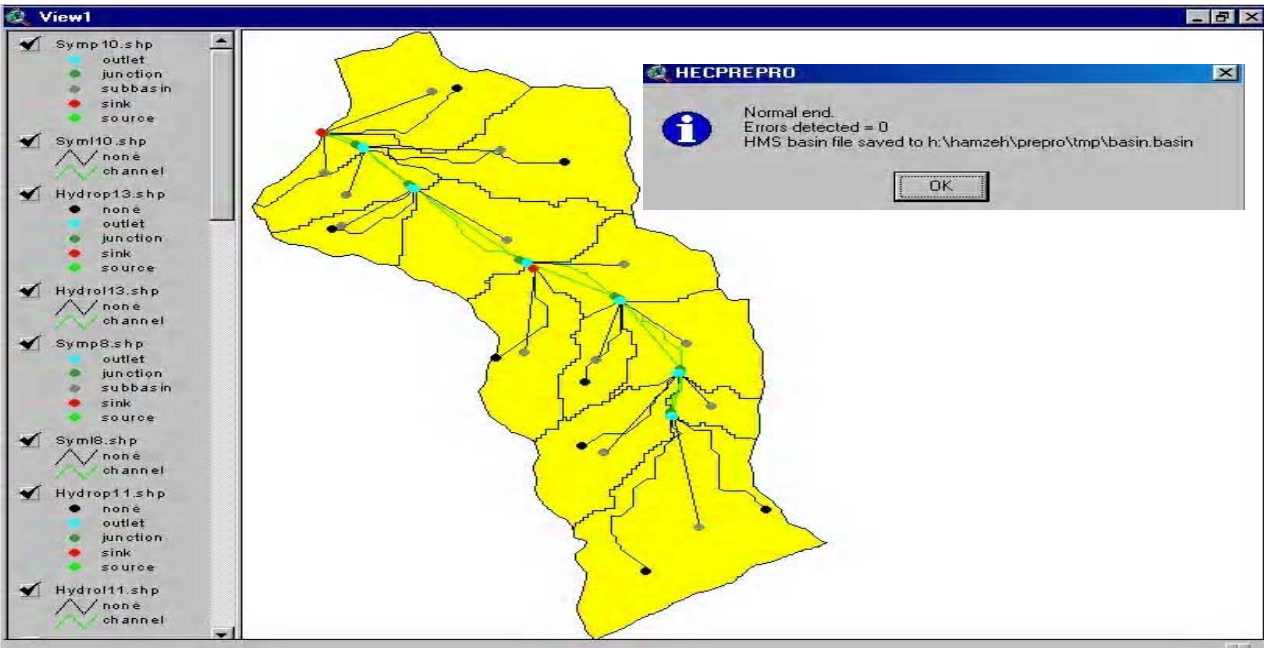 View1
Symp10.shp
outlet
junction
subbasin
sink
source
Syml10.shp
none
channel
Hydrop13.shp
none
outlet
junction
sink
source
Hydrol13.shp
none
channel
Symp8.shp
outlet
junction
subbasin
sink
source
Syml8.shp
none
channel
Hydrop11.shp
none
outlet
junction
sink
source
Hydrol11.shp
none
channel
HECPREPRO
Normal end.
Errors detected = 0
HMS basin file saved to h:\hamzeh\prepro\tmp\basin.basin
OK